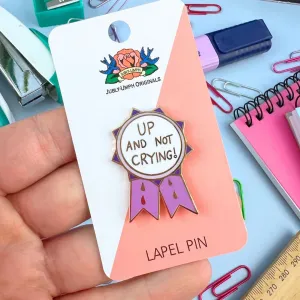 JUBLY-UMPH ORIGINALS
UP
AND NOT
CRYING!
LAPEL PIN